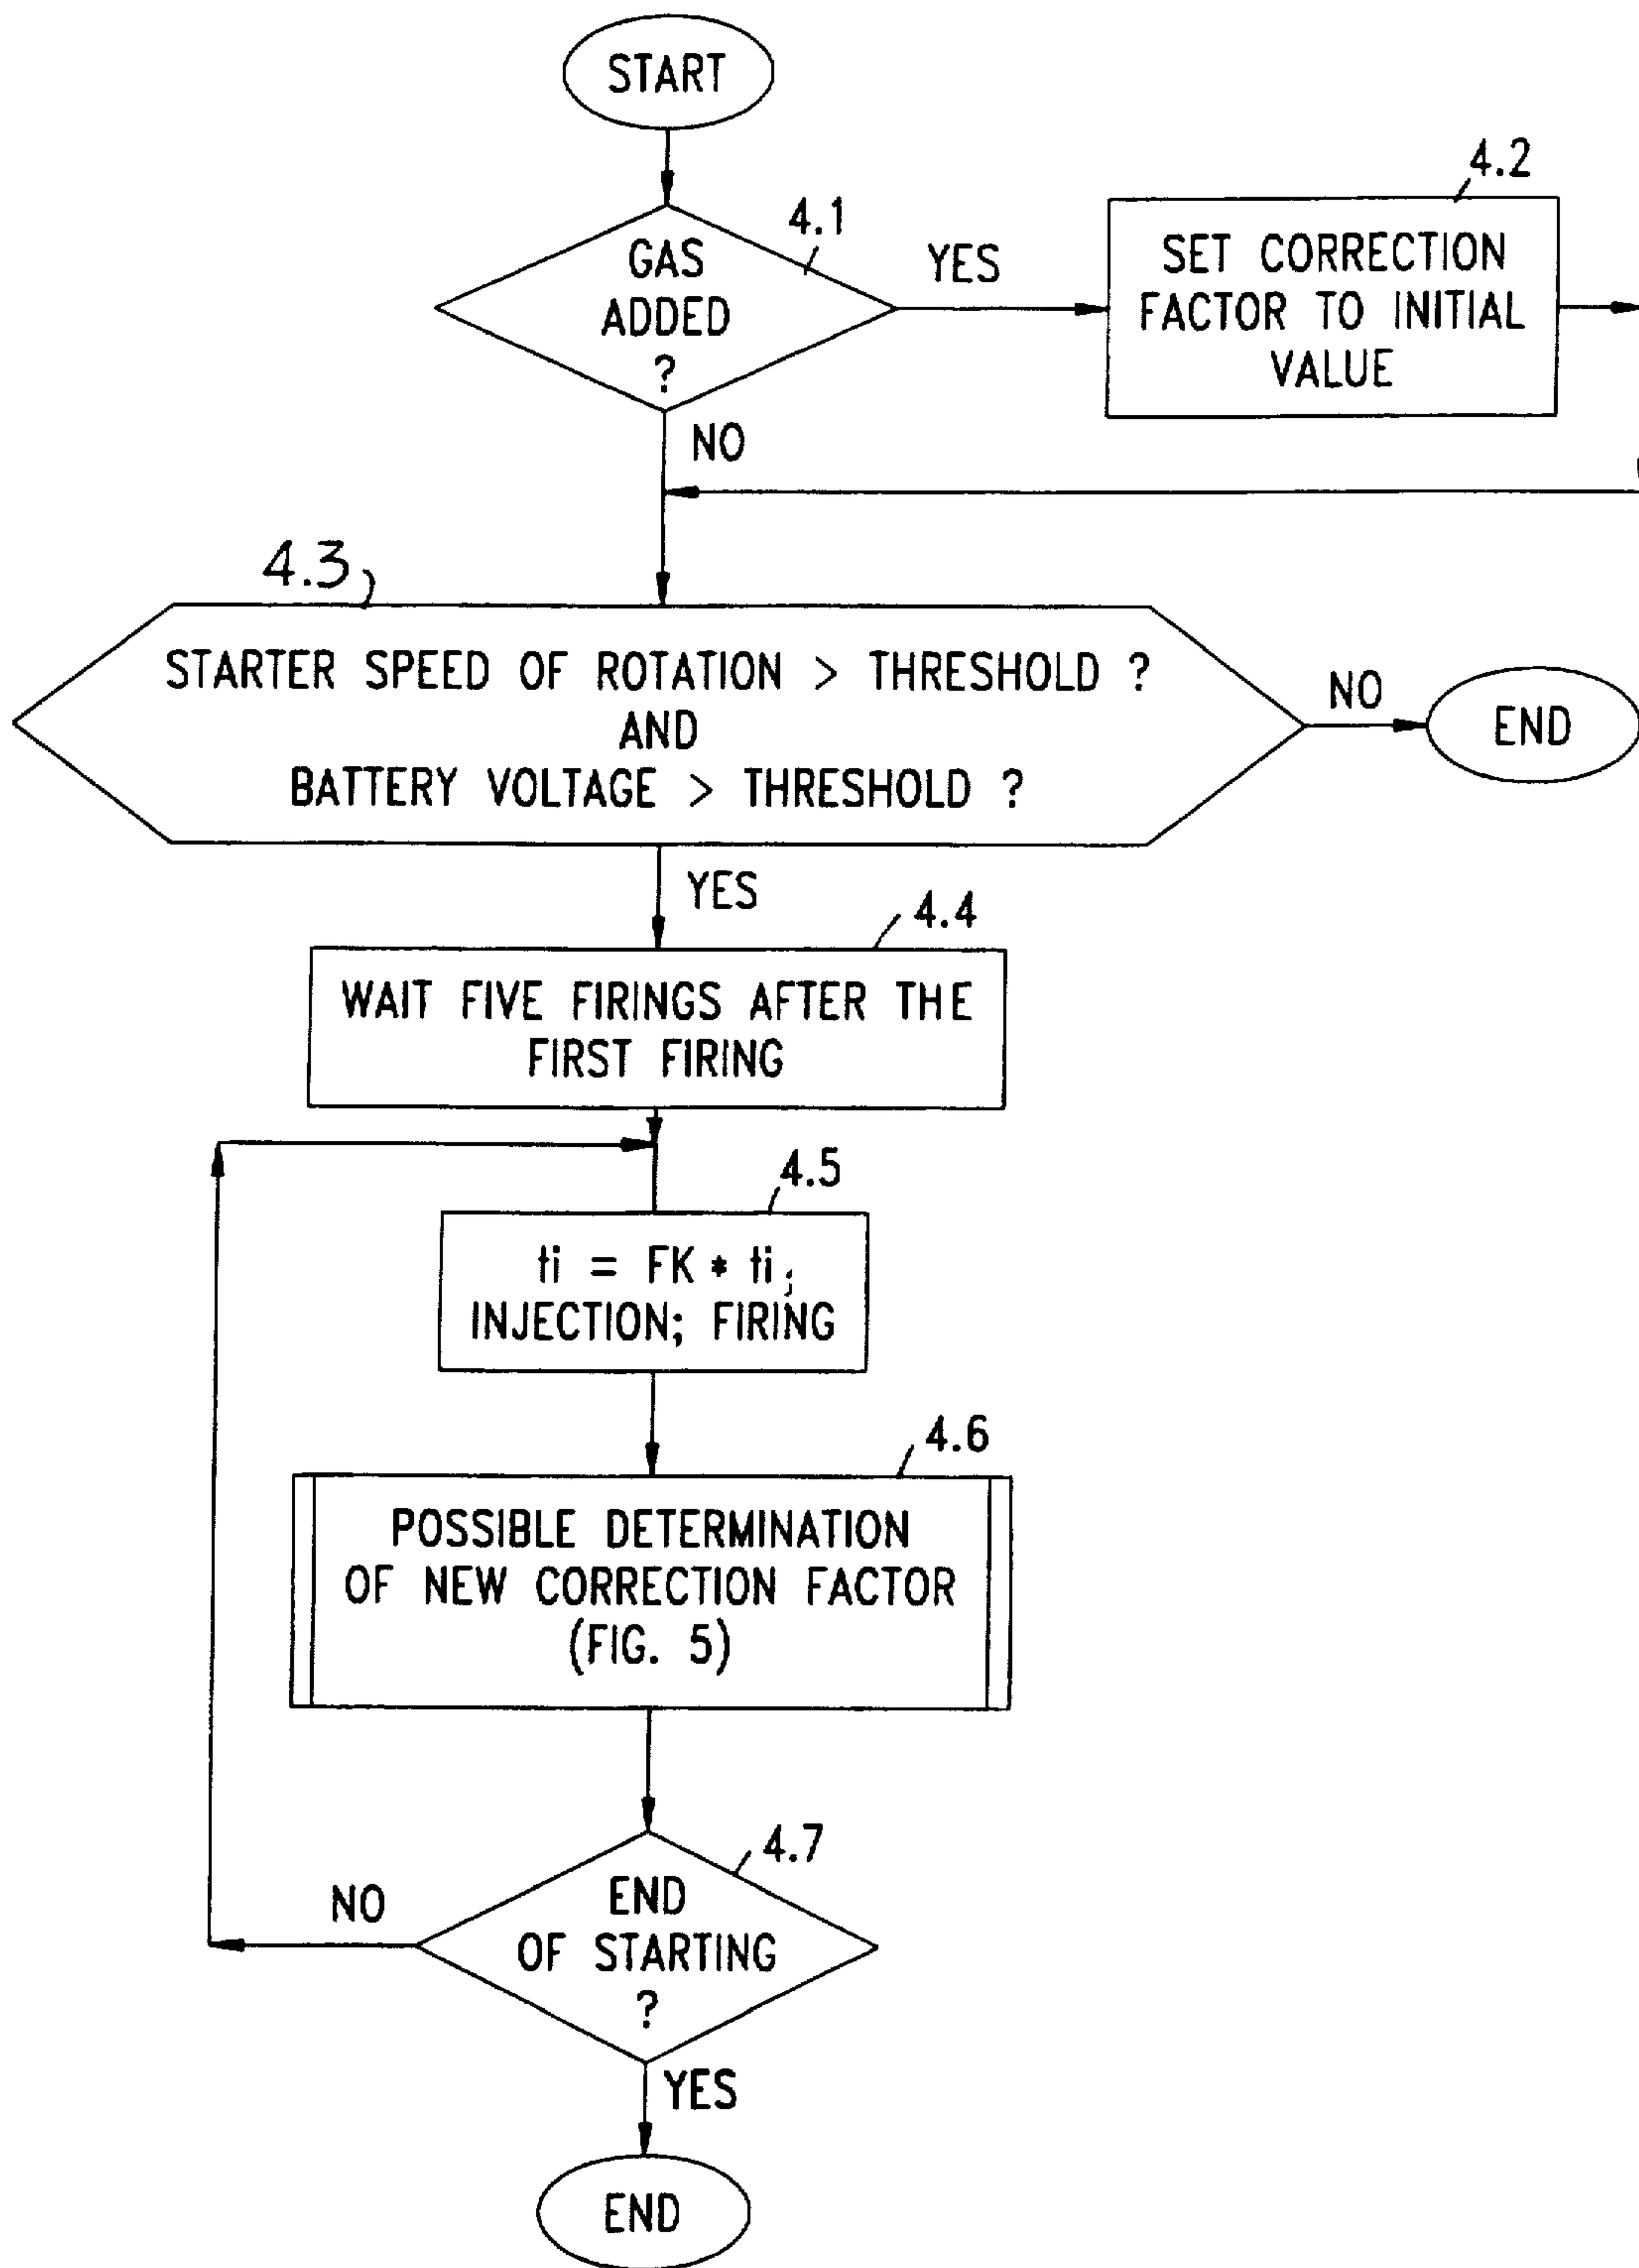 START
4.1
GAS
ADDED
?
YES
4.2
SET CORRECTION
FACTOR TO INITIAL
VALUE
NO
4.3
STARTER SPEED OF ROTATION > THRESHOLD ?
AND
BATTERY VOLTAGE > THRESHOLD ?
NO
END
YES
4.4
WAIT FIVE FIRINGS AFTER THE
FIRST FIRING
4.5
ti = FK * ti;
INJECTION; FIRING
4.6
POSSIBLE DETERMINATION
OF NEW CORRECTION FACTOR
(FIG. 5)
4.7
END
OF STARTING
?
NO
YES
END